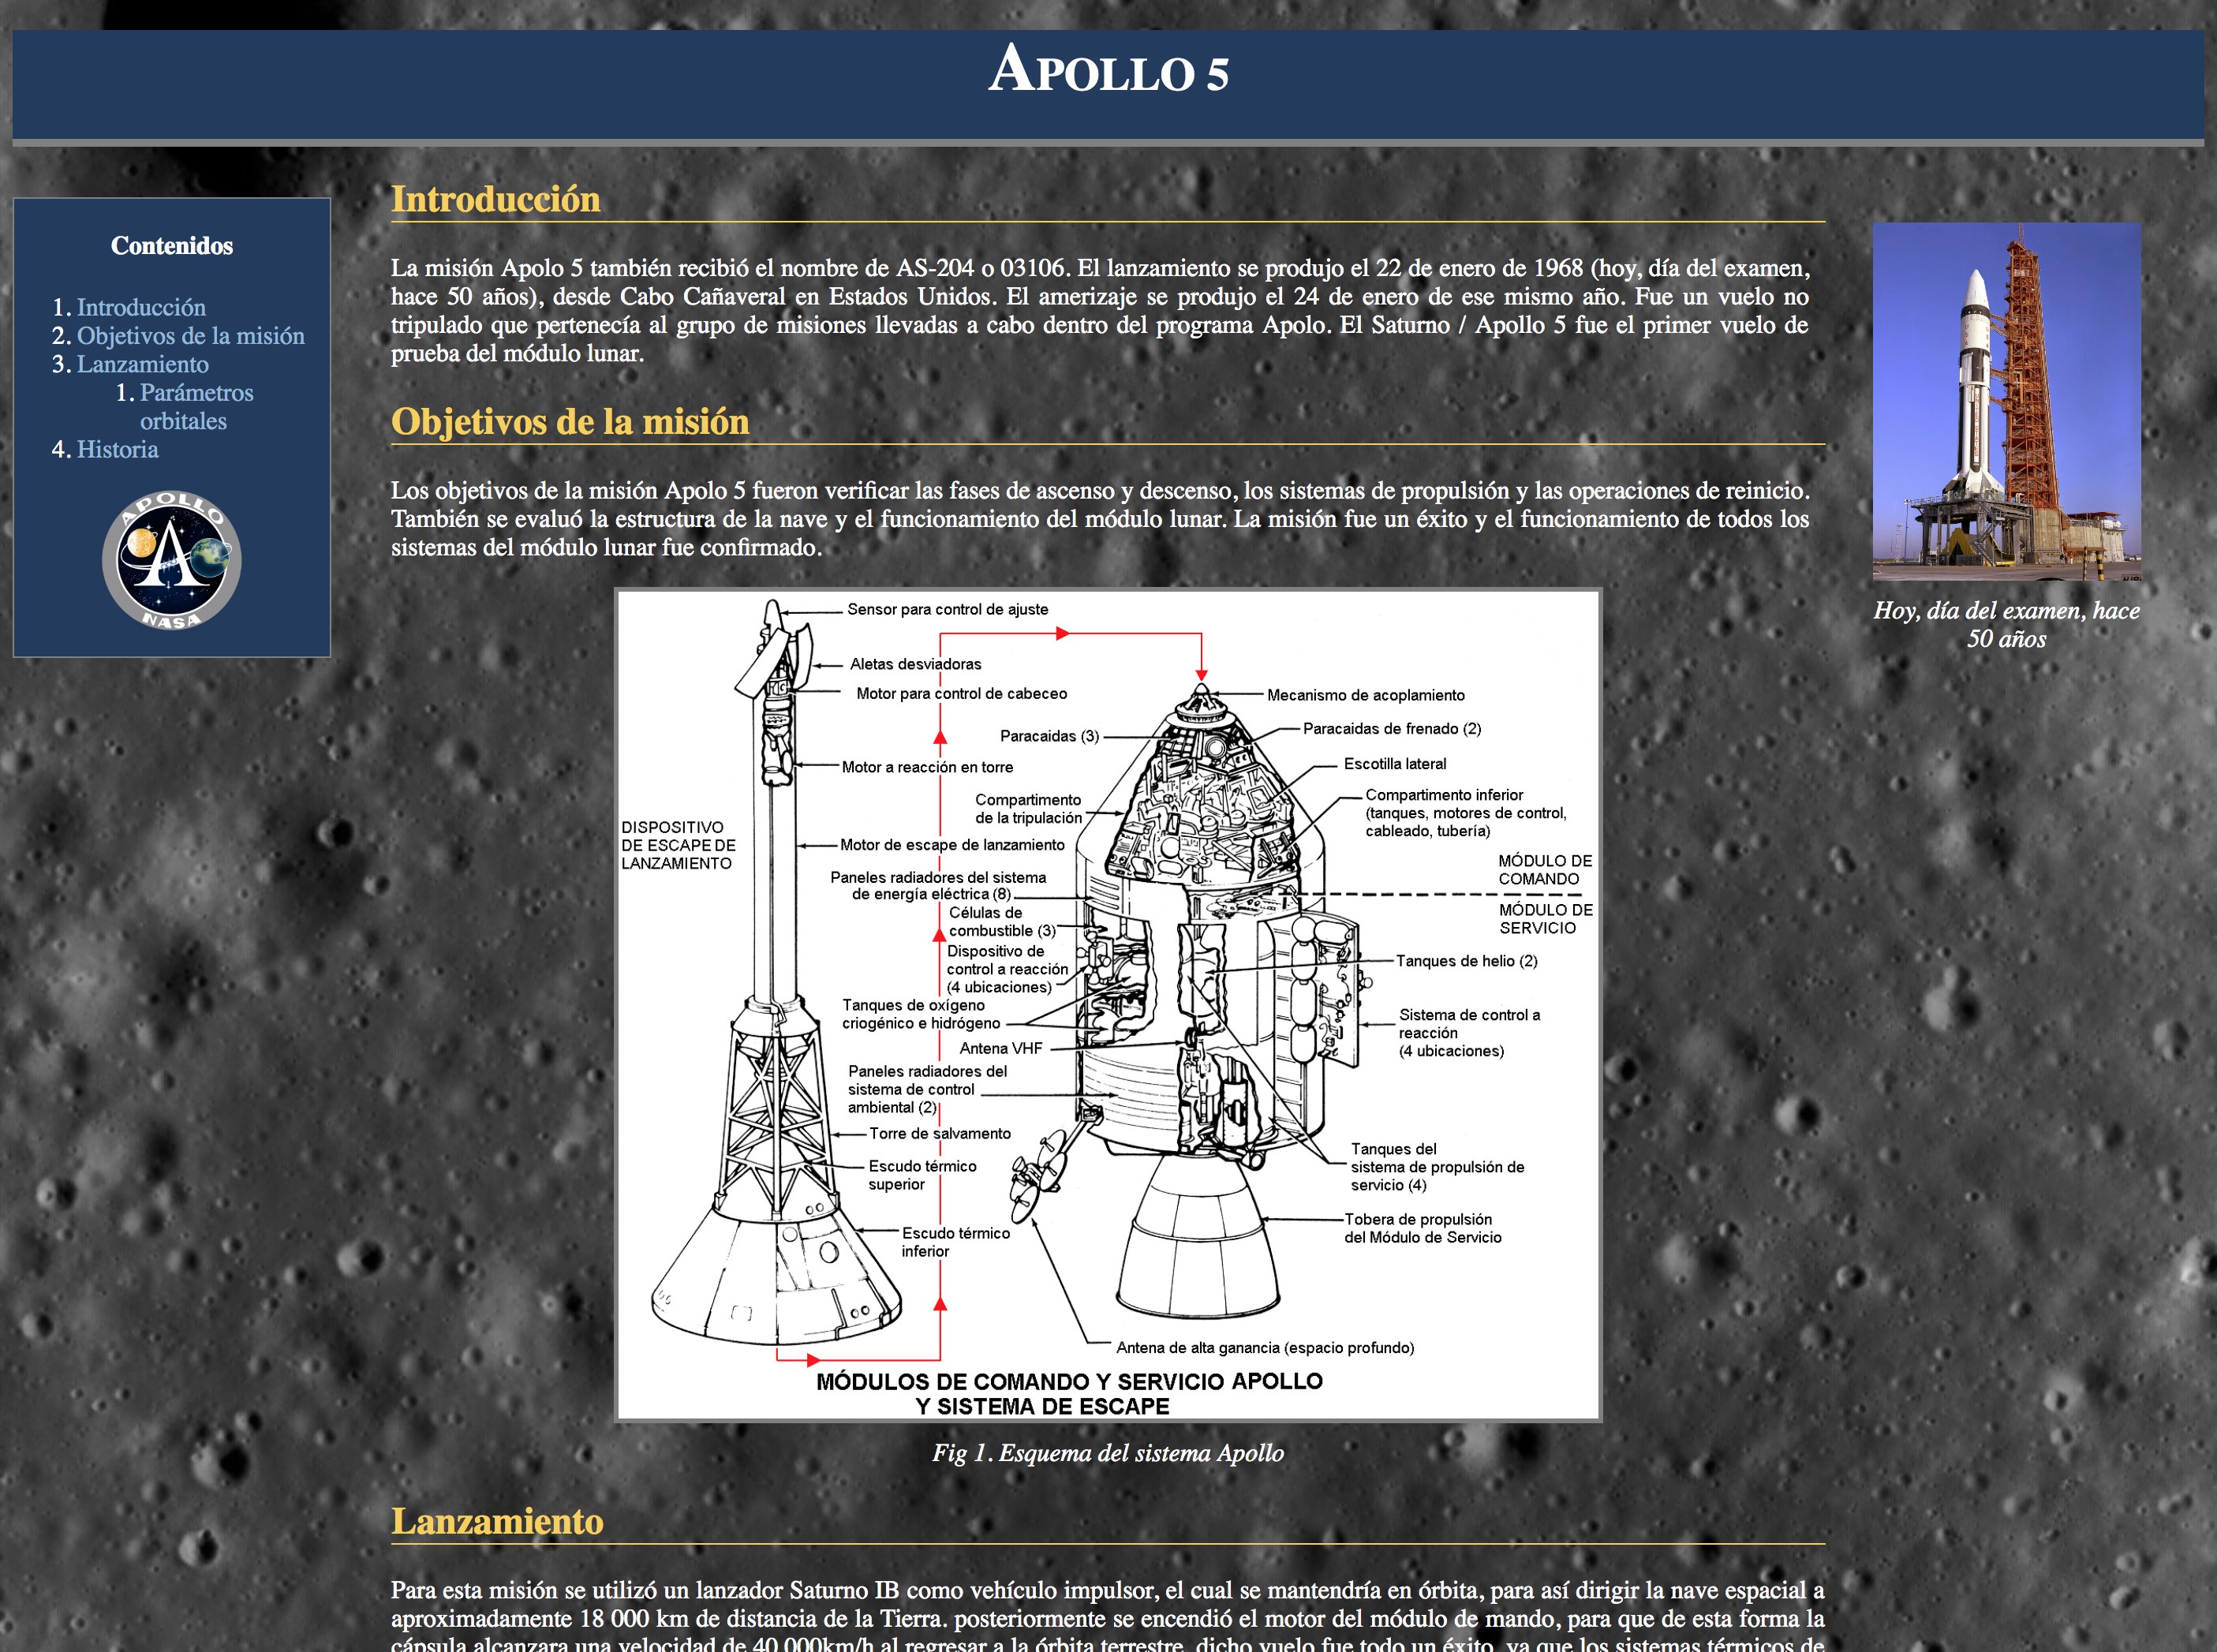 APOLLO 5
Contenidos
1. Introducción
2. Objetivos de la misión
3. Lanzamiento
1. Parámetros
orbitales
4. Historia
APOLLO
NASA
Introducción
La misión Apolo 5 también recibió el nombre de AS-204 o 03106. El lanzamiento se produjo el 22 de enero de 1968 (hoy, día del examen,
hace 50 años), desde Cabo Cañaveral en Estados Unidos. El amerizaje se produjo el 24 de enero de ese mismo año. Fue un vuelo no
tripulado que pertenecía al grupo de misiones llevadas a cabo dentro del programa Apolo. El Saturno / Apollo 5 fue el primer vuelo de
prueba del módulo lunar.
Objetivos de la misión
Los objetivos de la misión Apolo 5 fueron verificar las fases de ascenso y descenso, los sistemas de propulsión y las operaciones de reinicio.
También se evaluó la estructura de la nave y el funcionamiento del módulo lunar. La misión fue un éxito y el funcionamiento de todos los
sistemas del módulo lunar fue confirmado.
Hoy, día del examen, hace
50 años
Sensor para control de ajuste
Aletas desviadoras
Motor para control de cabeceo
Motor a reacción en torre
DISPOSITIVO
DE ESCAPE DE
LANZAMIENTO
Motor de escape de lanzamiento
Mecanismo de acoplamiento
Paracaidas (3)
Paracaidas de frenado (2)
Escotilla lateral
Compartimento
de la tripulación
Compartimento inferior
(tanques, motores de control,
cableado, tubería)
MÓDULO DE
COMANDO
MÓDULO DE
SERVICIO
Paneles radiadores del sistema
de energía eléctrica (8)
Células de
combustible (3)
Dispositivo de
control a reacción
(4 ubicaciones)
Tanques de oxígeno
criogénico e hidrógeno
Antena VHF
Paneles radiadores del
sistema de control
ambiental (2)
Torre de salvamento
Escudo térmico
superior
Escudo térmico
inferior
Tanques de helio (2)
Sistema de control a
reacción
(4 ubicaciones)
Tanques del
sistema de propulsión de
servicio (4)
Tobera de propulsión
del Módulo de Servicio
Antena de alta ganancia (espacio profundo)
MÓDULOS DE COMANDO Y SERVICIO APOLLO
Y SISTEMA DE ESCAPE
Fig 1. Esquema del sistema Apollo
Lanzamiento
Para esta misión se utilizó un lanzador Saturno IB como vehículo impulsor, el cual se mantendría en órbita, para así dirigir la nave espacial a
aproximadamente 18 000 km de distancia de la Tierra. posteriormente se encendió el motor del módulo de mando, para que de esta forma la
cápsula alcanzara una velocidad de 40 000km/h al regresar a la órbita terrestre. dicho vuelo fue todo un éxito, ya que los sistemas térmicos de